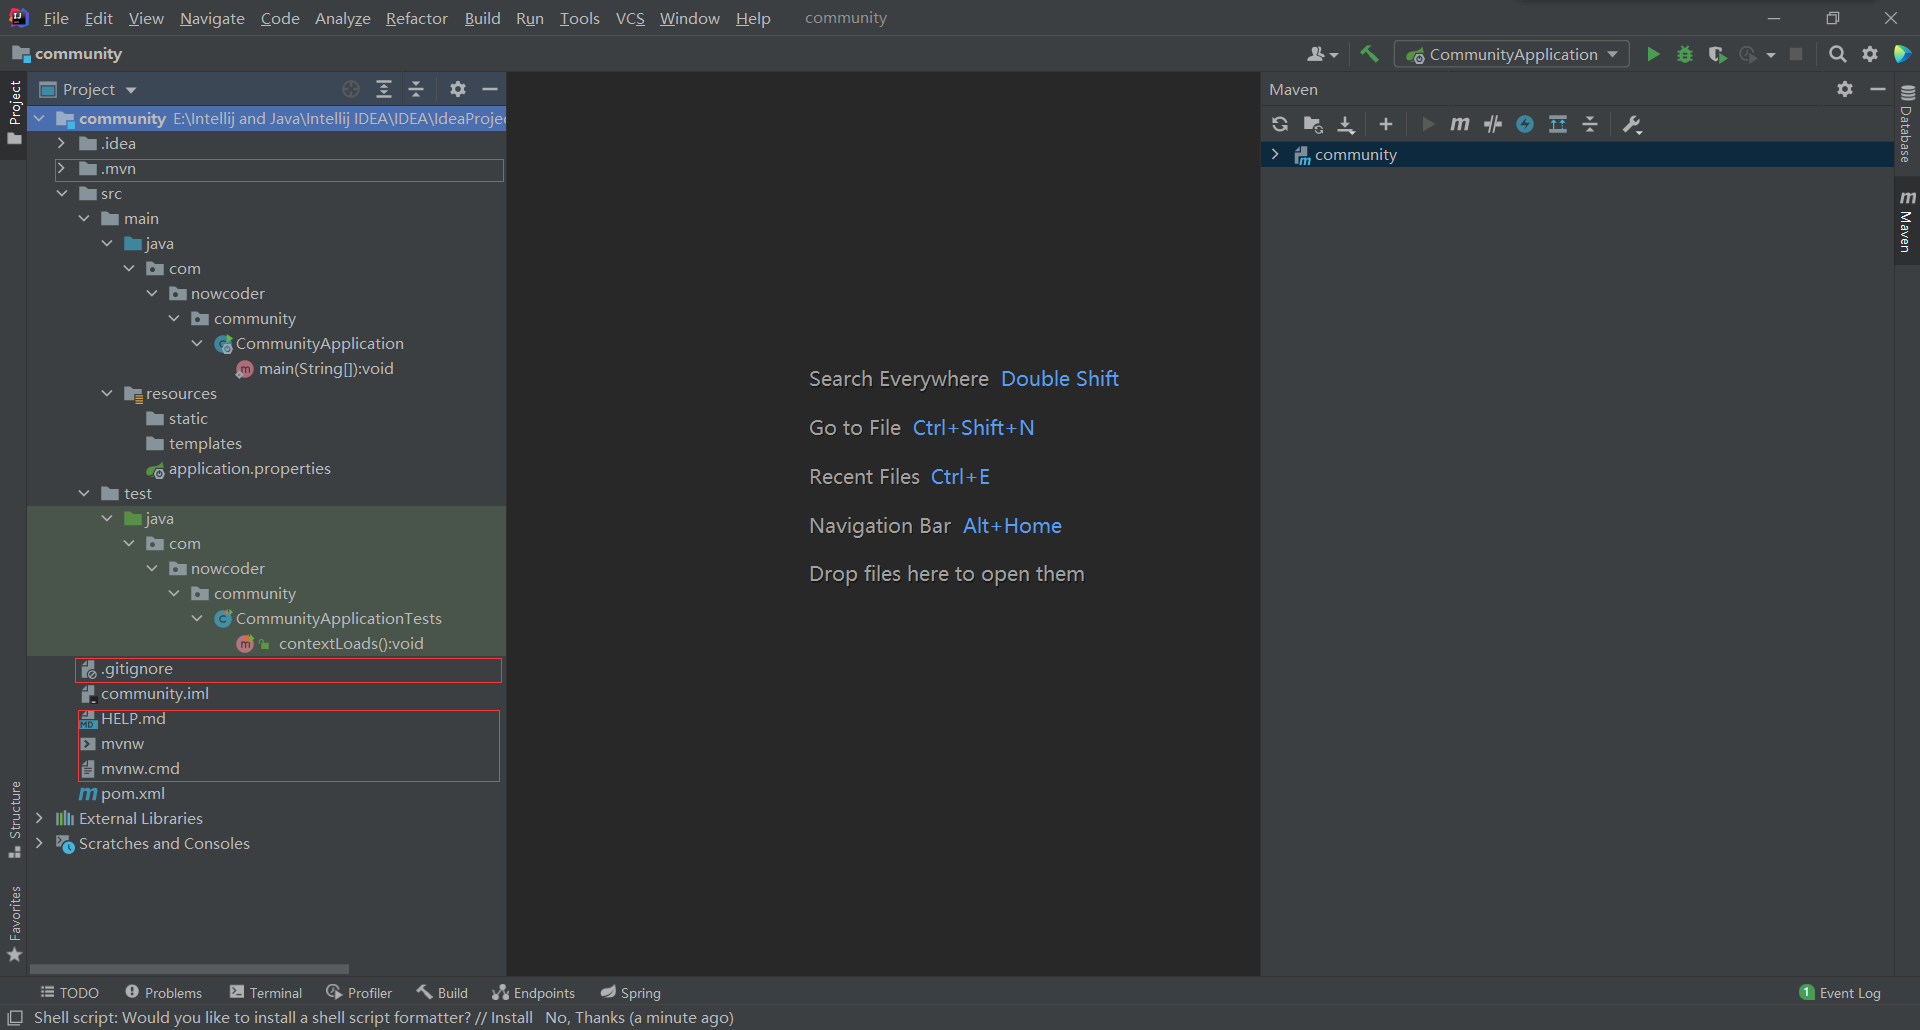 File Edit View Navigate Code Analyze Refactor Build Run Tools VCS Window Help community
community
CommunityApplication
Project
Project
community E:\Intellij and Java\Intellij IDEA\IDEA\IdeaProje
.idea
.mvn
src
main
java
com
nowcoder
community
CommunityApplication
main(String[]):void
resources
static
templates
application.properties
test
java
com
nowcoder
community
CommunityApplicationTests
contextLoads():void
.gitignore
community.iml
HELP.md
mvnw
mvnw.cmd
pom.xml
External Libraries
Scratches and Consoles
Structure
Favorites
Search Everywhere Double Shift
Go to File Ctrl+Shift+N
Recent Files Ctrl+E
Navigation Bar Alt+Home
Drop files here to open them
Maven
community
Database
Maven
TODO Problems Terminal Profiler Build Endpoints Spring
1 Event Log
Shell script: Would you like to install a shell script formatter? // Install No, Thanks (a minute ago)